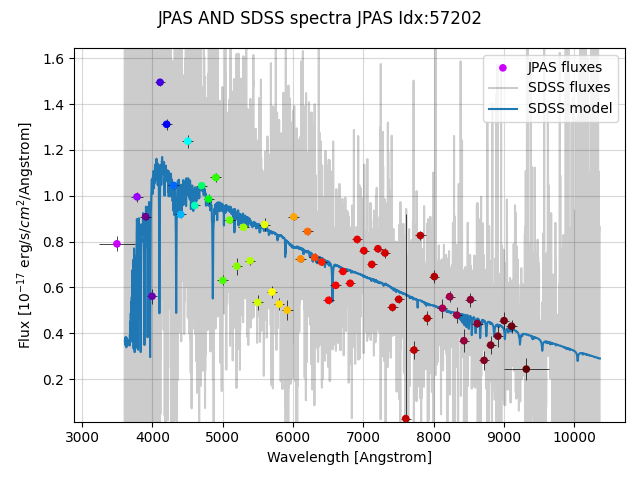 JPAS AND SDSS spectra JPAS Idx:57202
JPAS fluxes
SDSS fluxes
SDSS model
1.6
1.4
1.2
1.0
0.8
0.6
0.4
0.2
Flux [10⁻¹⁷ erg/s/cm²/Angstrom]
3000 4000 5000 6000 7000 8000 9000 10000
Wavelength [Angstrom]